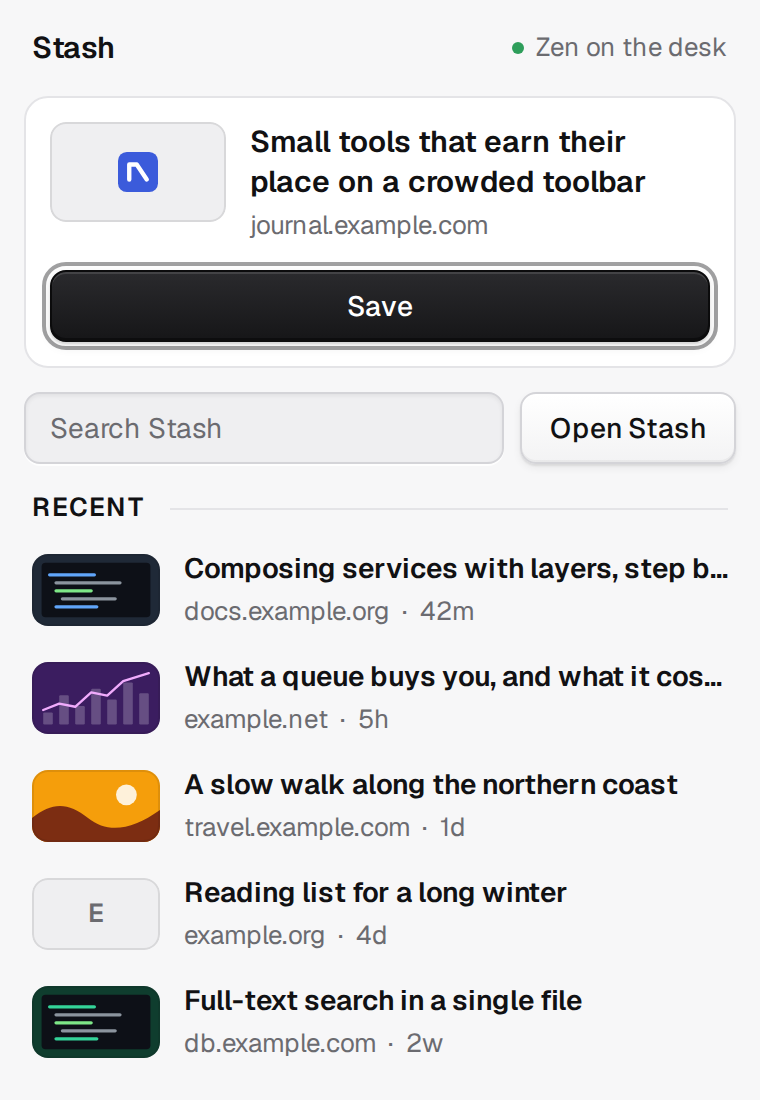 Stash
Zen on the desk
Small tools that earn their
place on a crowded toolbar
journal.example.com
Save
Search Stash
Open Stash
RECENT
Composing services with layers, step b…
docs.example.org · 42m
What a queue buys you, and what it cos…
example.net · 5h
A slow walk along the northern coast
travel.example.com · 1d
E
Reading list for a long winter
example.org · 4d
Full-text search in a single file
db.example.com · 2w